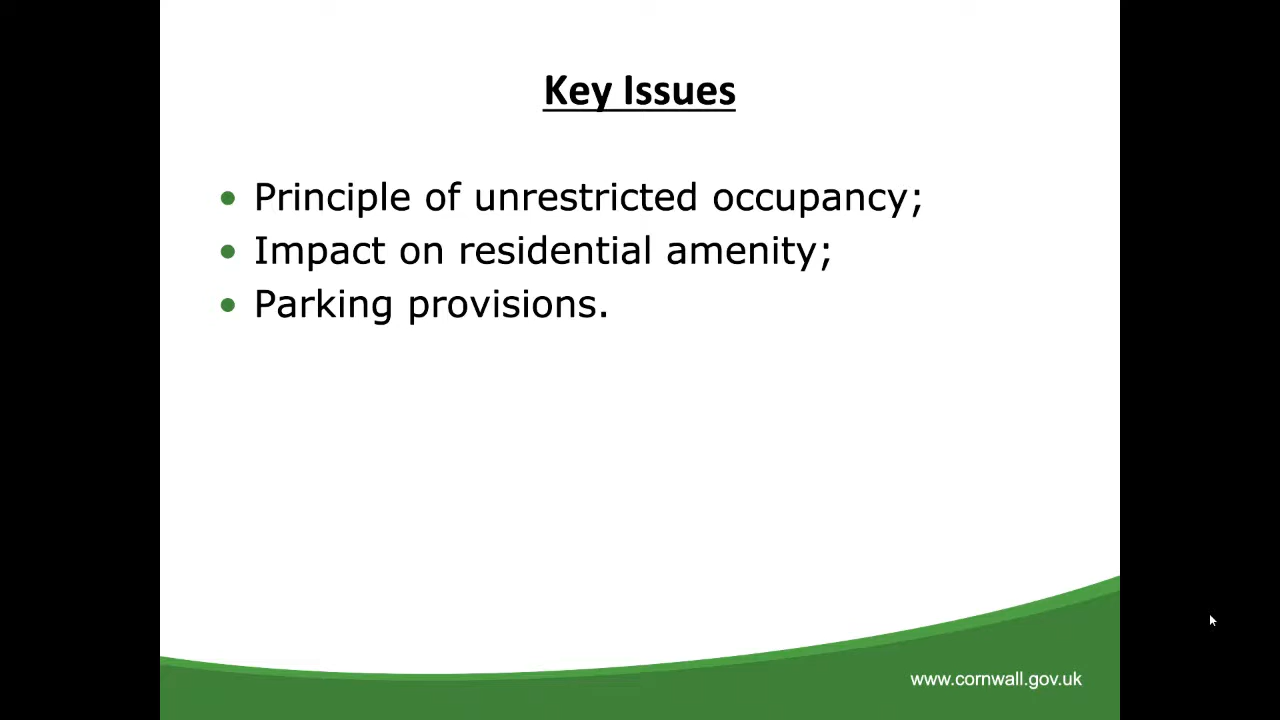 Key Issues
Principle of unrestricted occupancy;
Impact on residential amenity;
Parking provisions.
www.cornwall.gov.uk